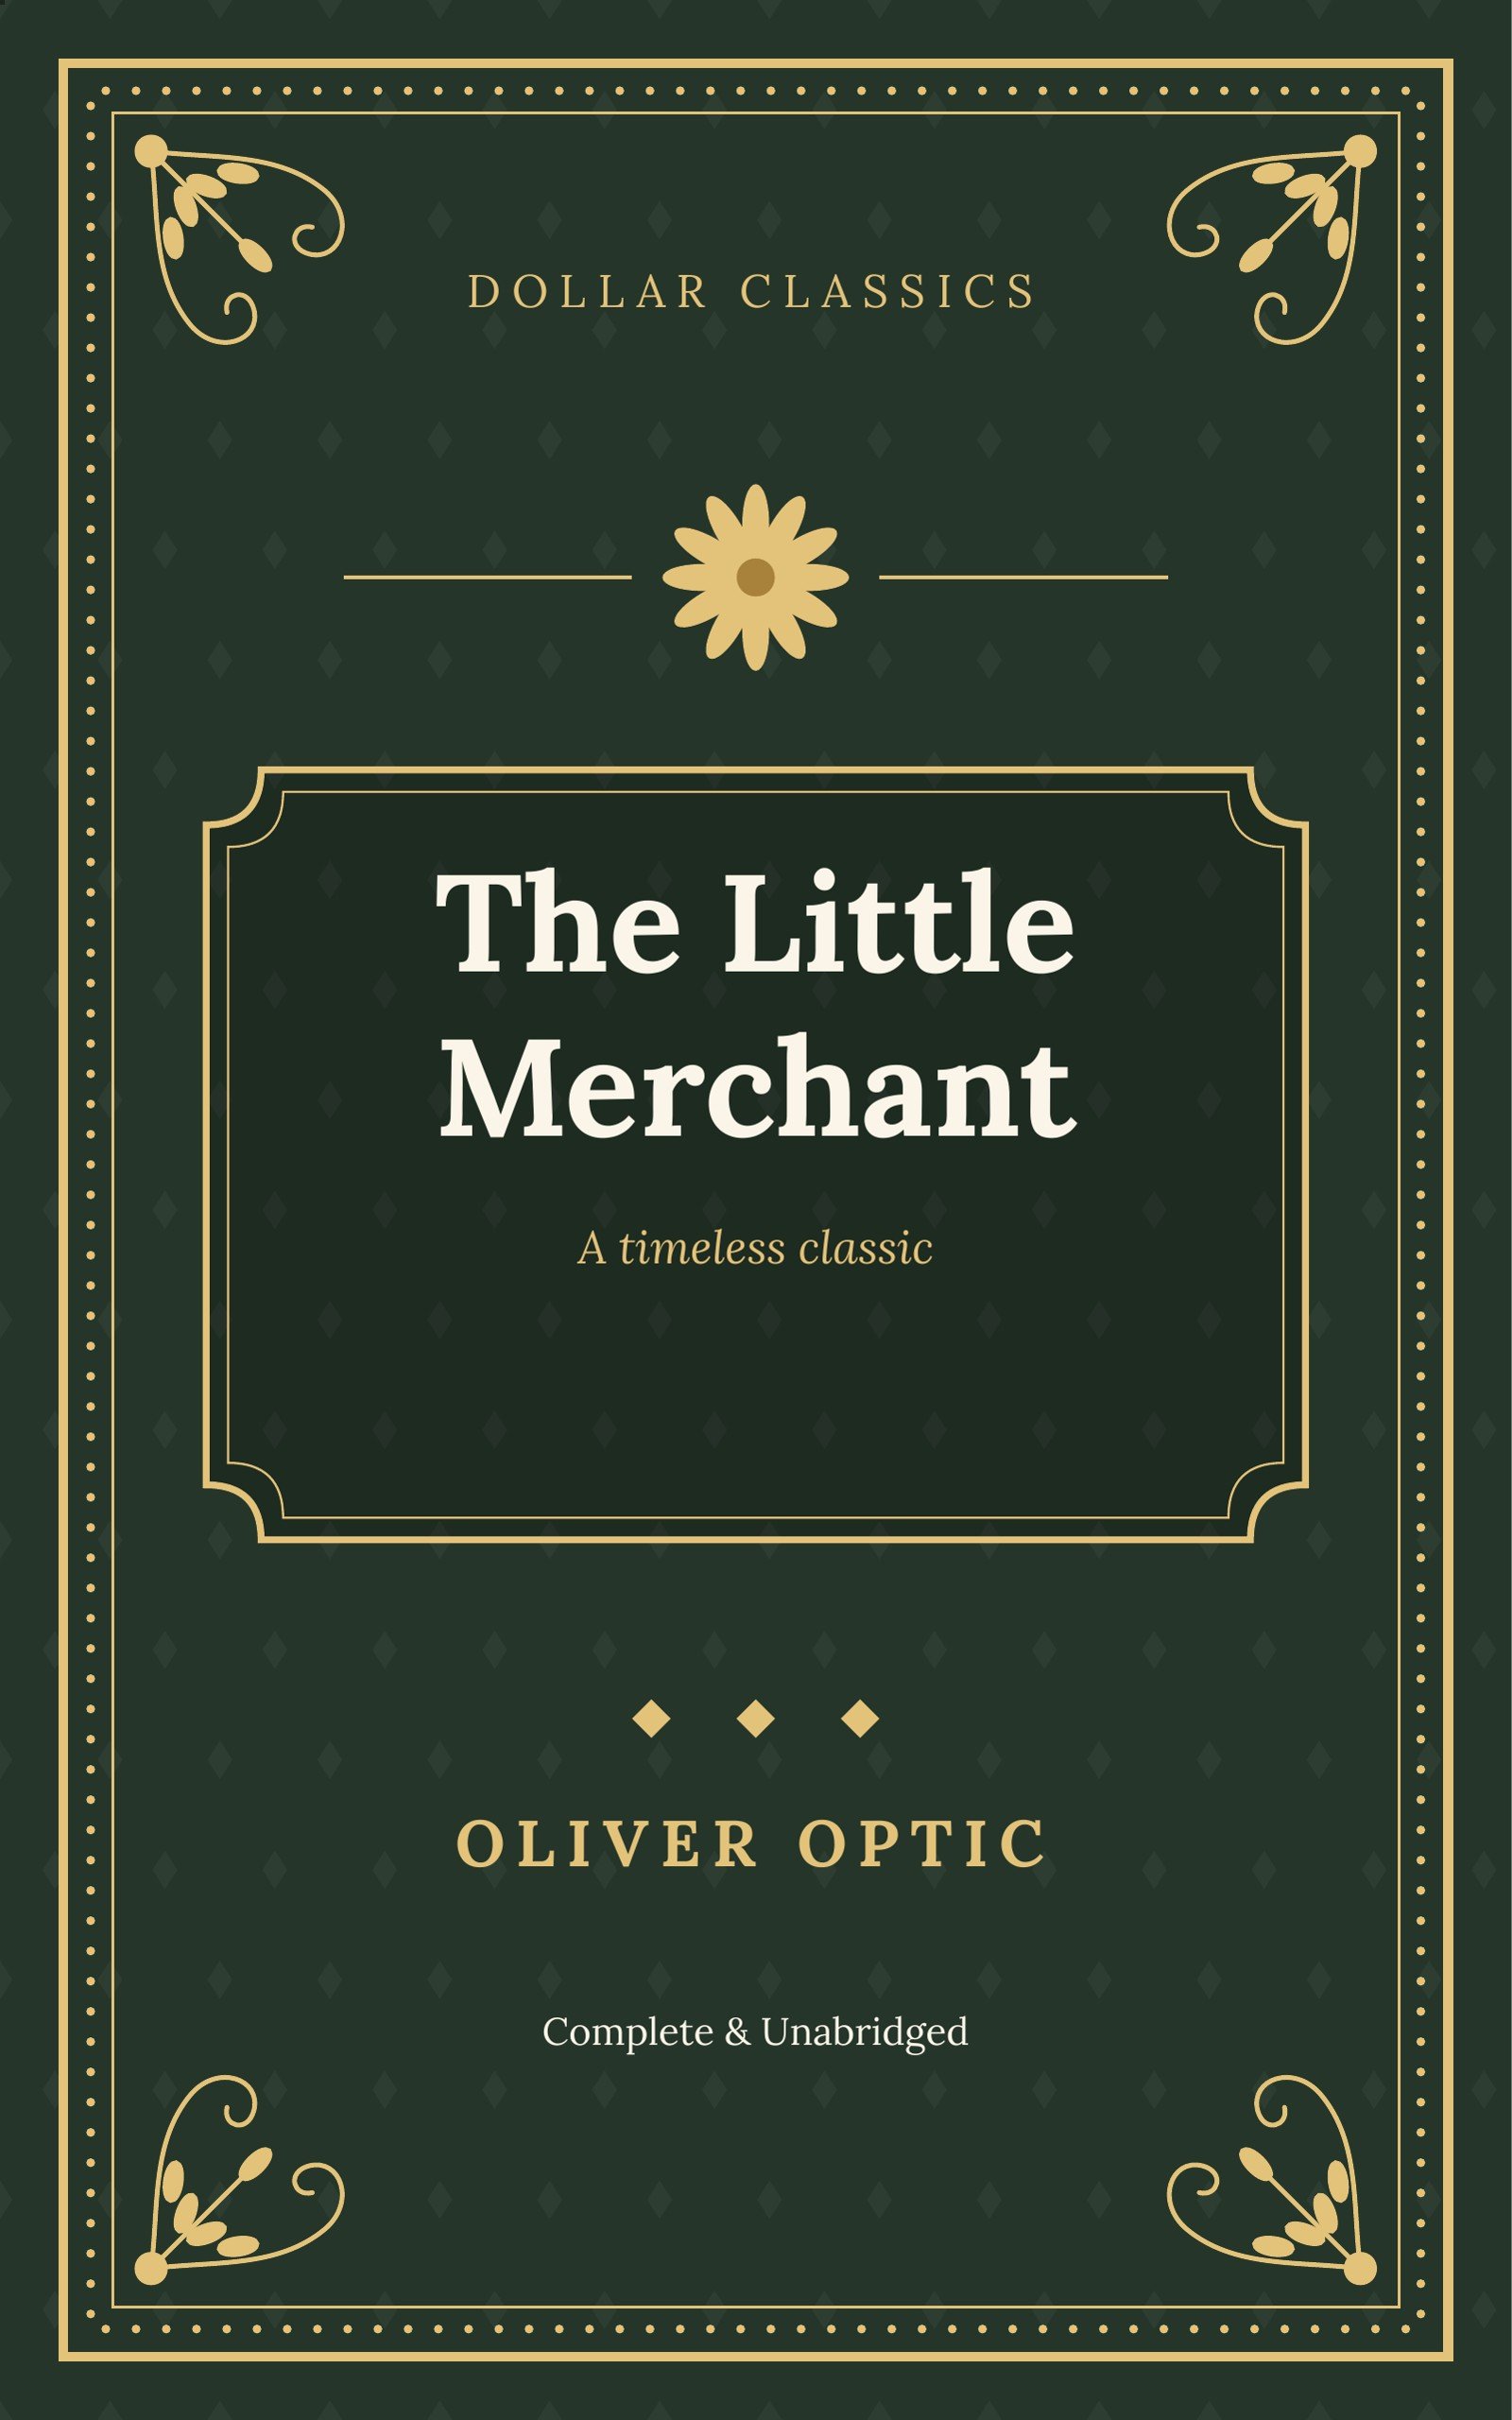 DOLLAR CLASSICS
The Little
Merchant
A timeless classic
OLIVER OPTIC
Complete & Unabridged